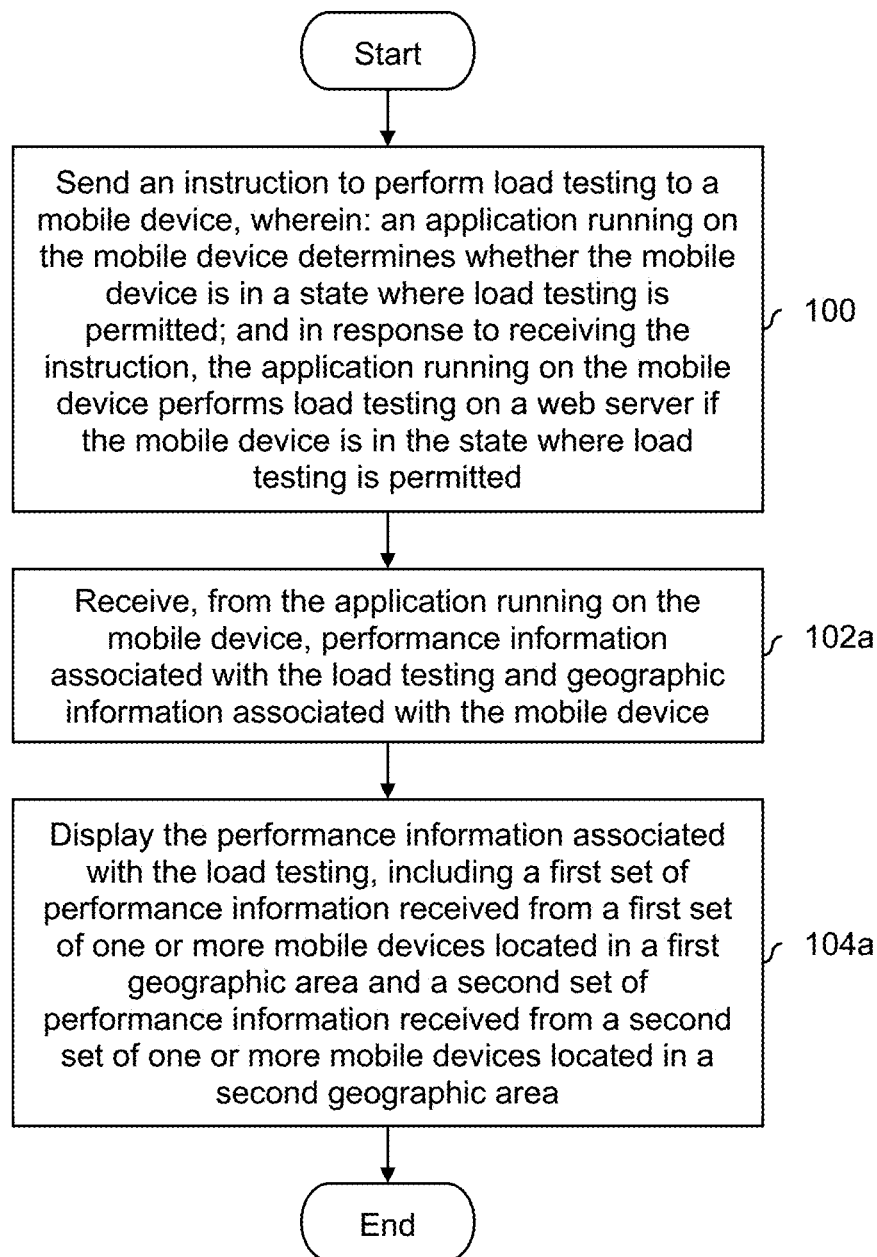 Start
Send an instruction to perform load testing to a
mobile device, wherein: an application running on
the mobile device determines whether the mobile
device is in a state where load testing is
permitted; and in response to receiving the
instruction, the application running on the mobile
device performs load testing on a web server if
the mobile device is in the state where load
testing is permitted
100
Receive, from the application running on the
mobile device, performance information
associated with the load testing and geographic
information associated with the mobile device
102a
Display the performance information associated
with the load testing, including a first set of
performance information received from a first set
of one or more mobile devices located in a first
geographic area and a second set of
performance information received from a second
set of one or more mobile devices located in a
second geographic area
104a
End